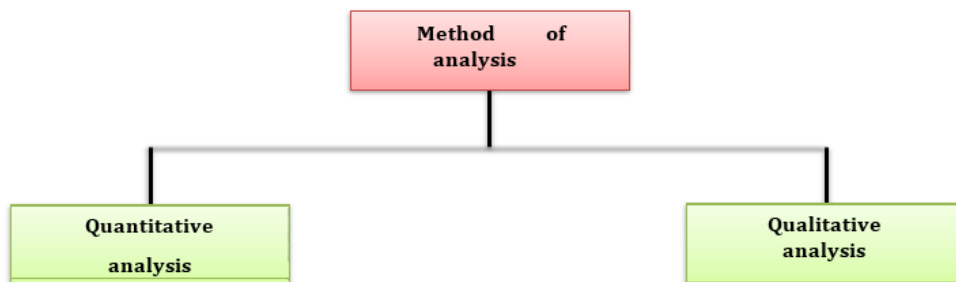 Method of
analysis
Quantitative
analysis
Qualitative
analysis